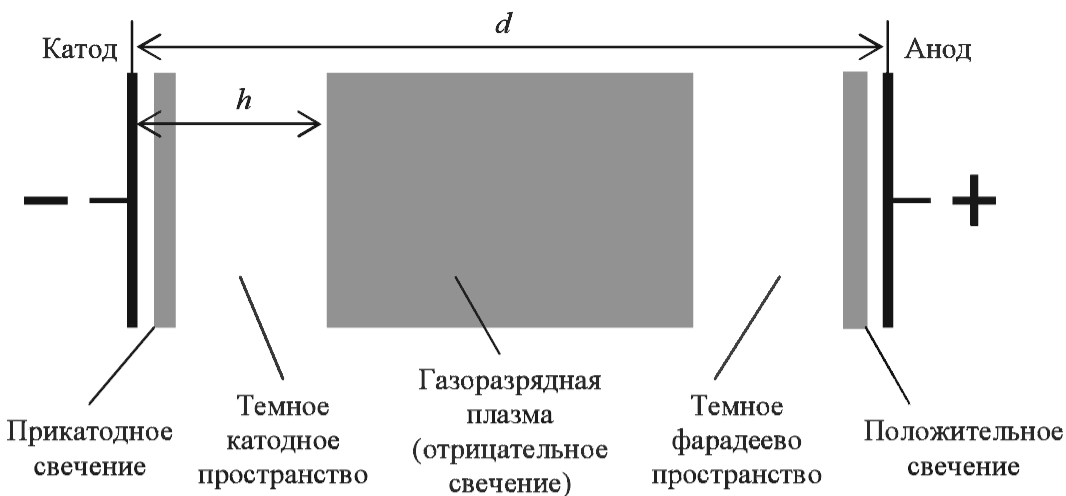 d
Катод
Анод
h
−
+
Прикатодное
свечение
Темное
катодное
пространство
Газоразрядная
плазма
(отрицательное
свечение)
Темное
фарадеево
пространство
Положительное
свечение